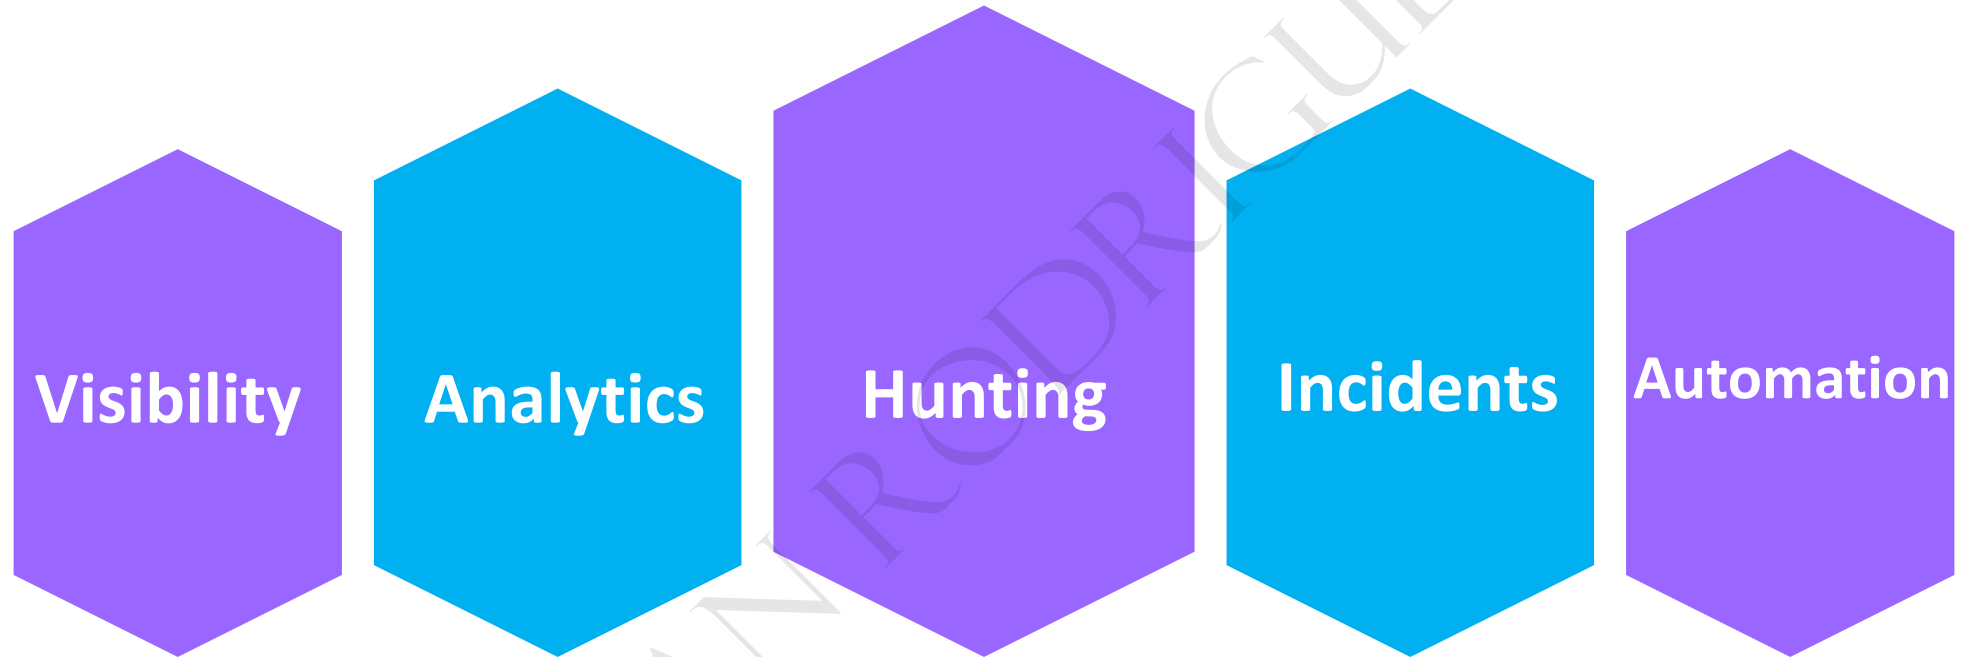 Visibility
Analytics
Hunting
Incidents
Automation